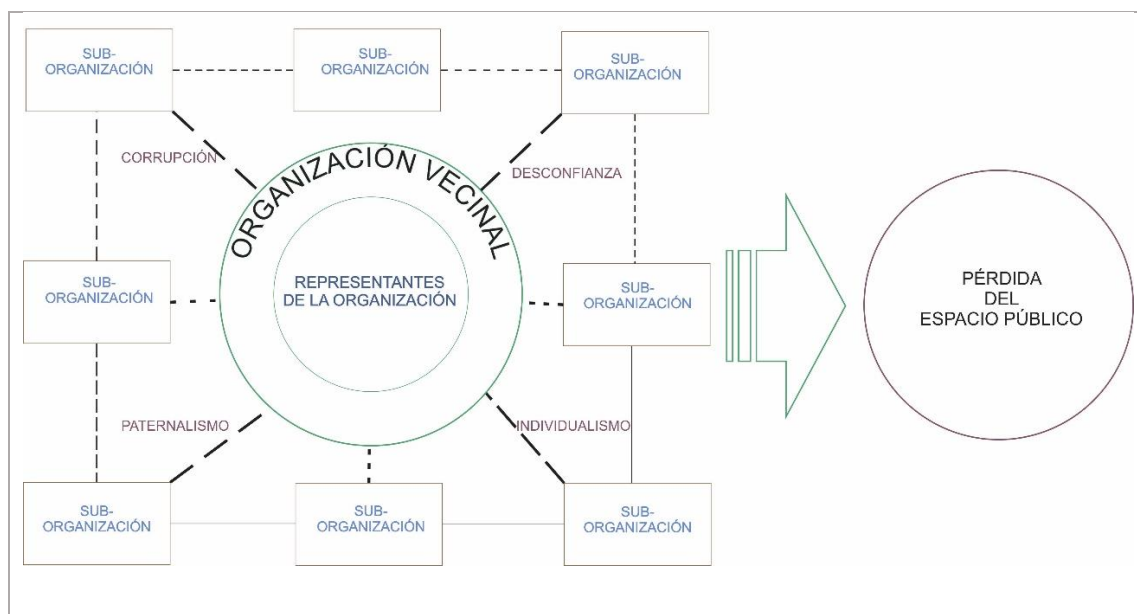 SUB-
ORGANIZACIÓN
SUB-
ORGANIZACIÓN
SUB-
ORGANIZACIÓN
CORRUPCIÓN
DESCONFIANZA
ORGANIZACIÓN VECINAL
REPRESENTANTES
DE LA ORGANIZACIÓN
SUB-
ORGANIZACIÓN
SUB-
ORGANIZACIÓN
PÉRDIDA
DEL
ESPACIO PÚBLICO
PATERNALISMO
INDIVIDUALISMO
SUB-
ORGANIZACIÓN
SUB-
ORGANIZACIÓN
SUB-
ORGANIZACIÓN